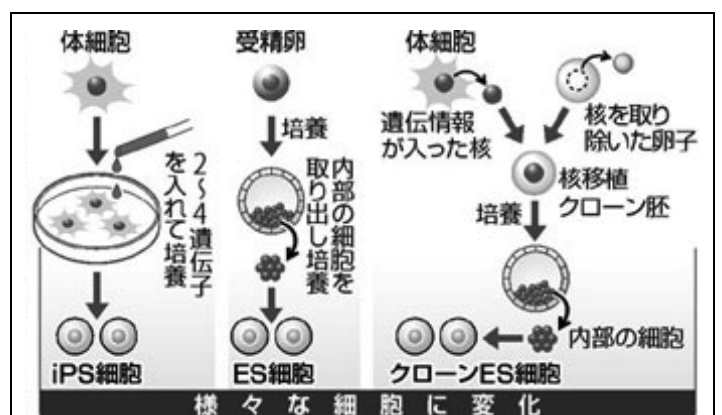 体細胞
2〜4遺伝子
を入れて培養
iPS細胞
受精卵
培養
内部の細胞を
取り出し培養
ES細胞
体細胞
遺伝情報
が入った核
核を取り
除いた卵子
核移植
クローン胚
培養
内部の細胞
クローンES細胞
様々な細胞に変化